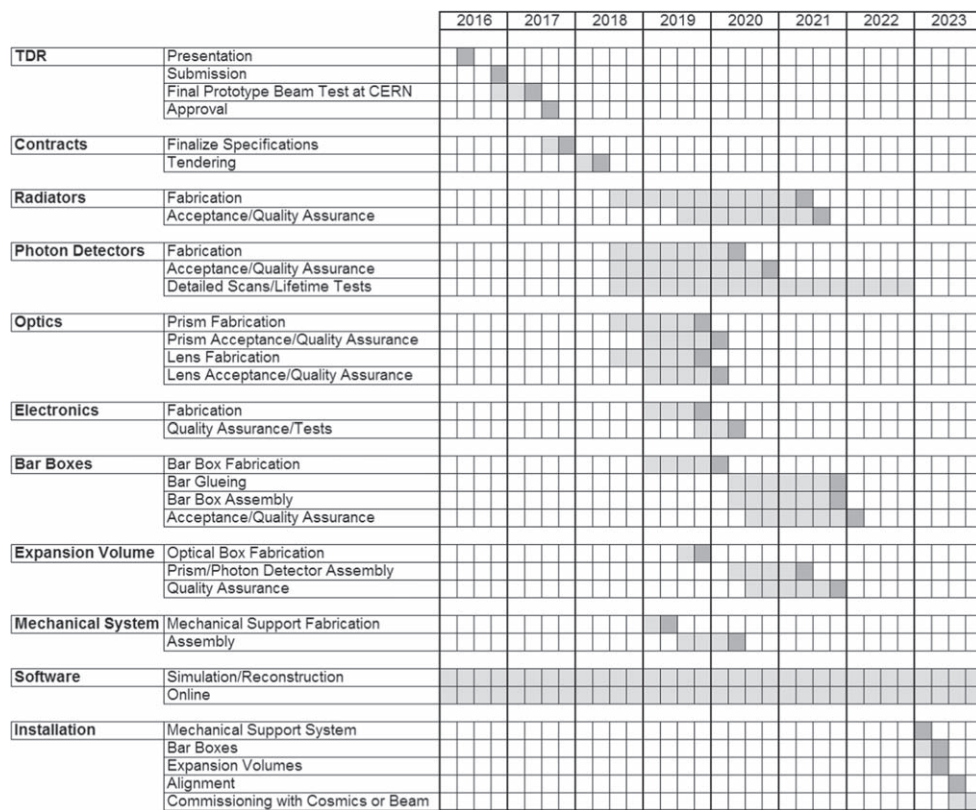 2016 2017 2018 2019 2020 2021 2022 2023
TDR Presentation
Submission
Final Prototype Beam Test at CERN
Approval
Contracts Finalize Specifications
Tendering
Radiators Fabrication
Acceptance/Quality Assurance
Photon Detectors Fabrication
Acceptance/Quality Assurance
Detailed Scans/Lifetime Tests
Optics Prism Fabrication
Prism Acceptance/Quality Assurance
Lens Fabrication
Lens Acceptance/Quality Assurance
Electronics Fabrication
Quality Assurance/Tests
Bar Boxes Bar Box Fabrication
Bar Glueing
Bar Box Assembly
Acceptance/Quality Assurance
Expansion Volume Optical Box Fabrication
Prism/Photon Detector Assembly
Quality Assurance
Mechanical System Mechanical Support Fabrication
Assembly
Software Simulation/Reconstruction
Online
Installation Mechanical Support System
Bar Boxes
Expansion Volumes
Alignment
Commissioning with Cosmics or Beam